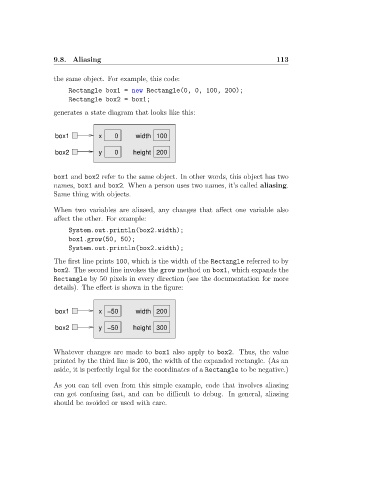 9.8. Aliasing 113
the same object. For example, this code:
Rectangle box1 = new Rectangle(0, 0, 100, 200);
Rectangle box2 = box1;
generates a state diagram that looks like this:
box1 x 0 width 100
box2 y 0 height 200
box1 and box2 refer to the same object. In other words, this object has two
names, box1 and box2. When a person uses two names, it's called aliasing.
Same thing with objects.
When two variables are aliased, any changes that affect one variable also
affect the other. For example:
System.out.println(box2.width);
box1.grow(50, 50);
System.out.println(box2.width);
The first line prints 100, which is the width of the Rectangle referred to by
box2. The second line invokes the grow method on box1, which expands the
Rectangle by 50 pixels in every direction (see the documentation for more
details). The effect is shown in the figure:
box1 x -50 width 200
box2 y -50 height 300
Whatever changes are made to box1 also apply to box2. Thus, the value
printed by the third line is 200, the width of the expanded rectangle. (As an
aside, it is perfectly legal for the coordinates of a Rectangle to be negative.)
As you can tell even from this simple example, code that involves aliasing
can get confusing fast, and can be difficult to debug. In general, aliasing
should be avoided or used with care.